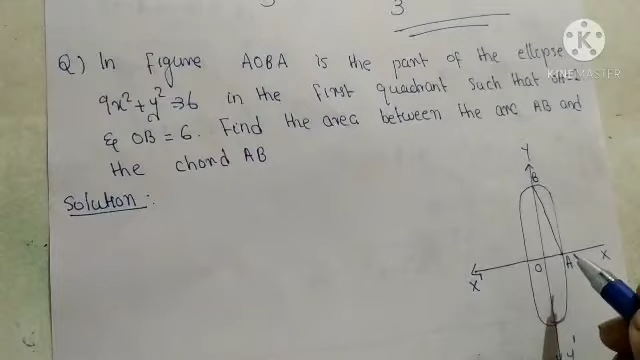 3
Q) In Figure AOBA is the part of the ellipse
9x² + y² = 36 in the first quadrant such that OA=2
& OB = 6. Find the area between the arc AB and
the chord AB
Solution:
KINEMASTER
Y
B
O
A
X
X'
Y'